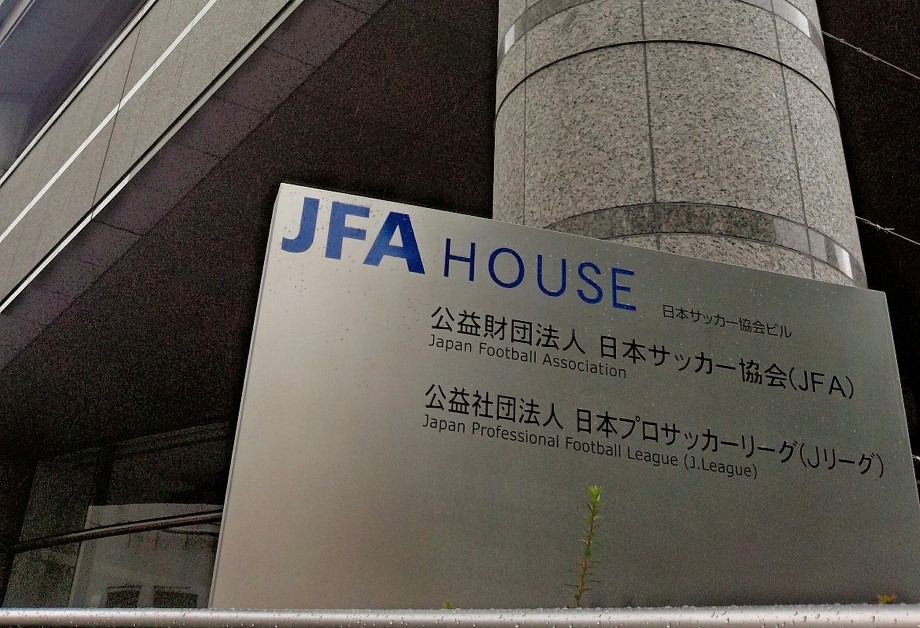 JFA HOUSE 日本サッカー協会ビル
公益財団法人 日本サッカー協会(JFA)
Japan Football Association
公益社団法人 日本プロサッカーリーグ(Jリーグ)
Japan Professional Football League (J.League)